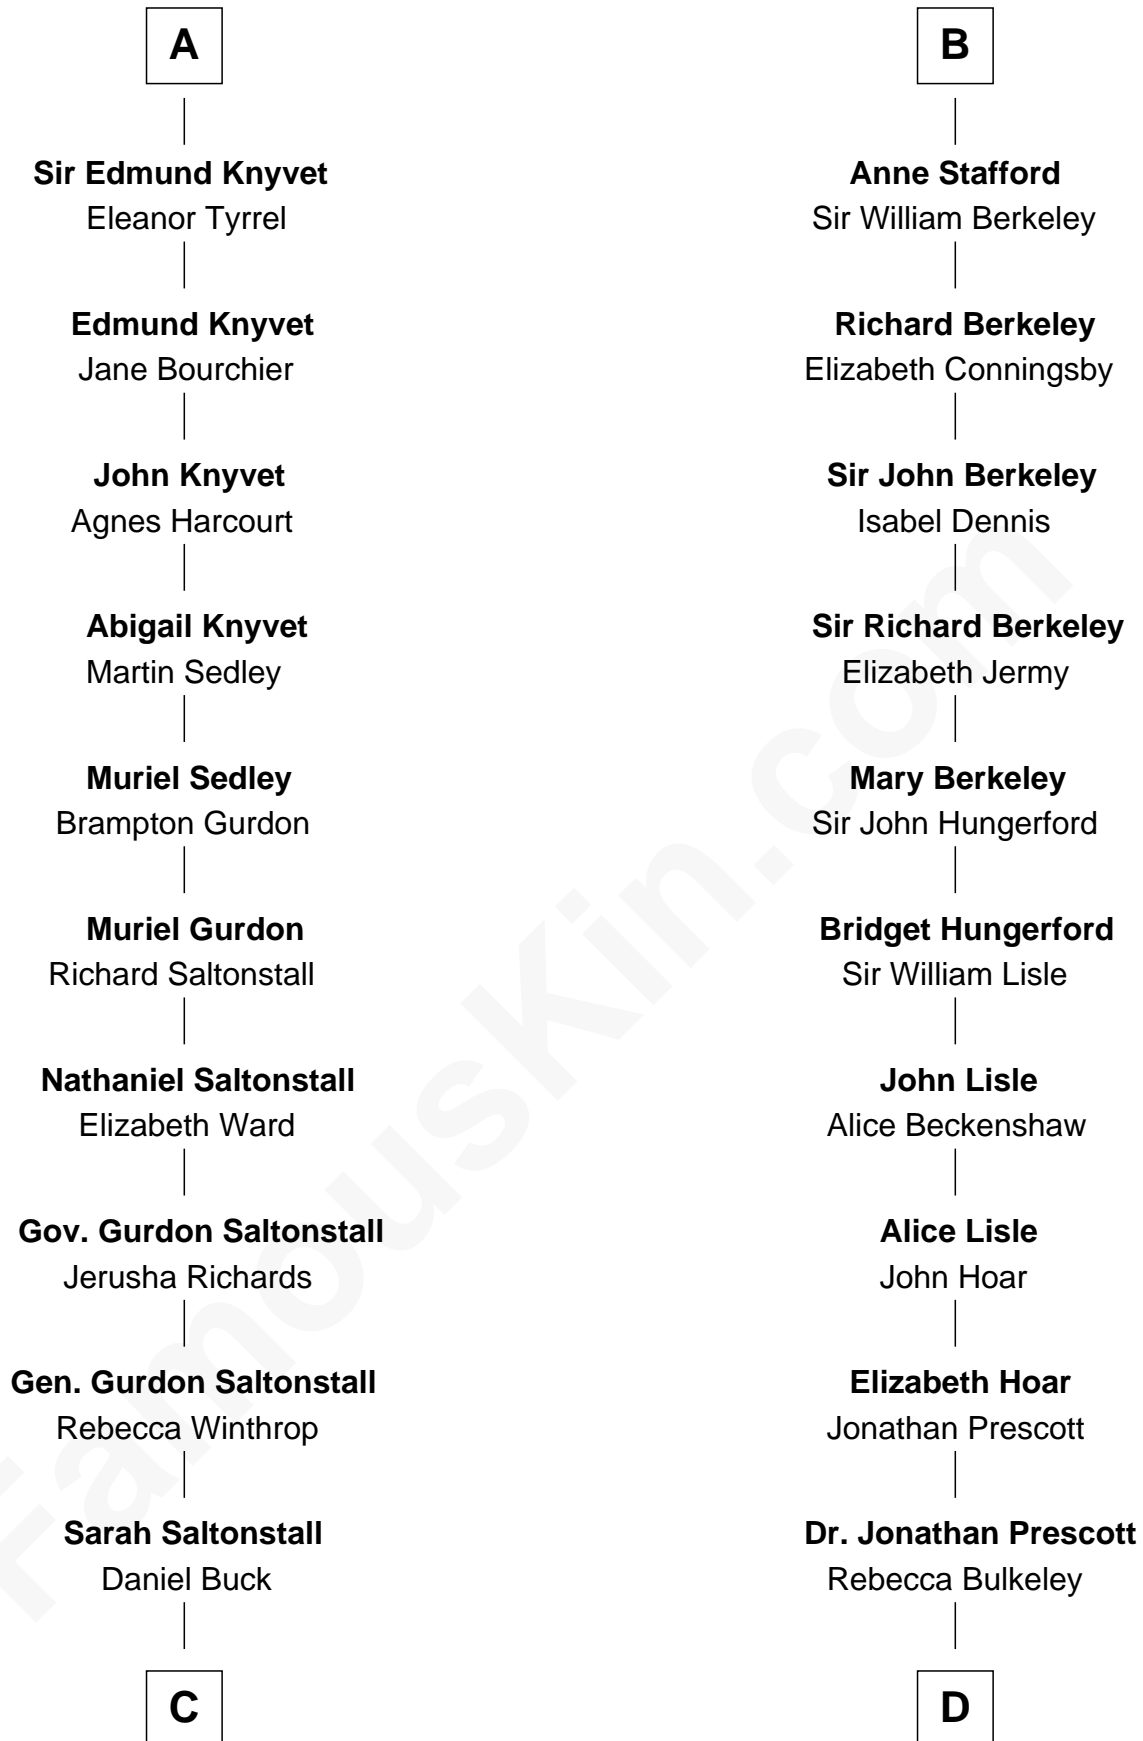 A
Sir Edmund Knyvet
Eleanor Tyrrel
Edmund Knyvet
Jane Bourchier
John Knyvet
Agnes Harcourt
Abigail Knyvet
Martin Sedley
Muriel Sedley
Brampton Gurdon
Muriel Gurdon
Richard Saltonstall
Nathaniel Saltonstall
Elizabeth Ward
Gov. Gurdon Saltonstall
Jerusha Richards
Gen. Gurdon Saltonstall
Rebecca Winthrop
Sarah Saltonstall
Daniel Buck
C
B
Anne Stafford
Sir William Berkeley
Richard Berkeley
Elizabeth Conningsby
Sir John Berkeley
Isabel Dennis
Sir Richard Berkeley
Elizabeth Jermy
Mary Berkeley
Sir John Hungerford
Bridget Hungerford
Sir William Lisle
John Lisle
Alice Beckenshaw
Alice Lisle
John Hoar
Elizabeth Hoar
Jonathan Prescott
Dr. Jonathan Prescott
Rebecca Bulkeley
D
FamousKin.com